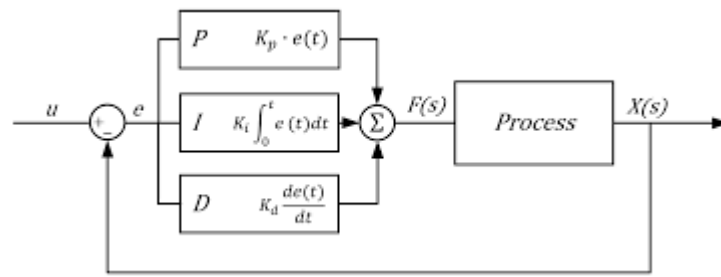 P K_p · e(t)
u e F(s) X(s)
+ − I K_i ∫_0^t e (t)dt Σ Process
D K_d de(t)/dt